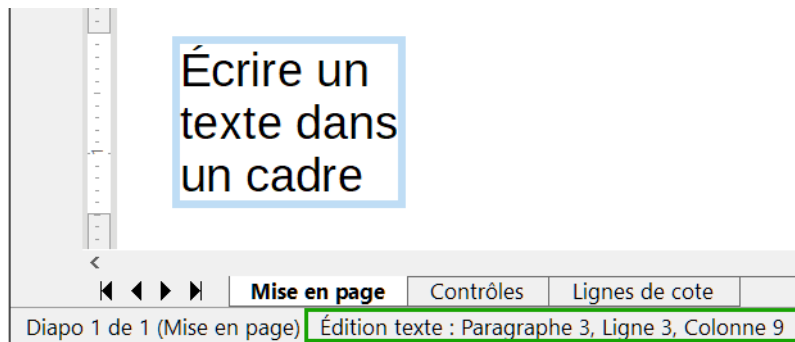 Écrire un
texte dans
un cadre
Mise en page Contrôles Lignes de cote
Diapo 1 de 1 (Mise en page) Édition texte : Paragraphe 3, Ligne 3, Colonne 9